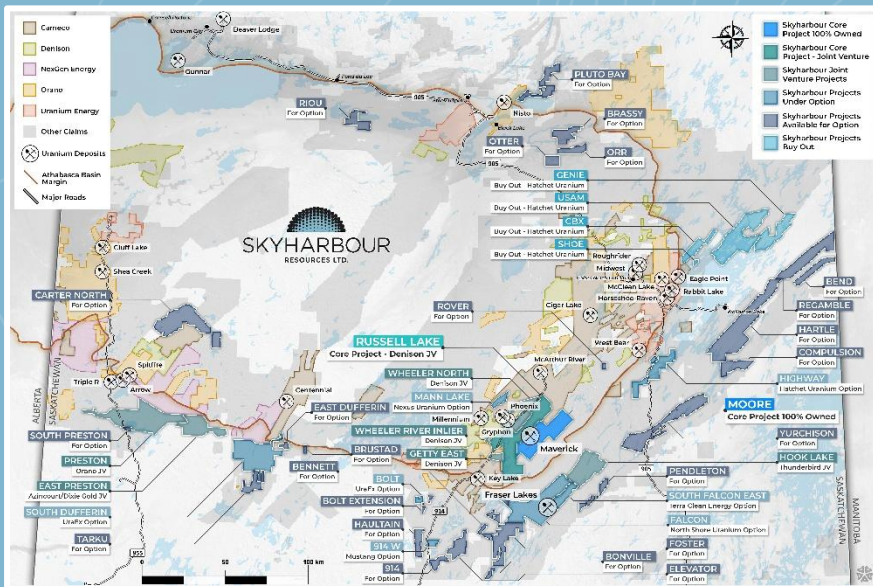 Cameco
Denison
NexGen Energy
Orano
Uranium Energy
Other Claims
Uranium Deposits
Athabasca Basin
Margin
Major Roads
Skyharbour Core
Project 100% Owned
Skyharbour Core
Project - Joint Venture
Skyharbour Joint
Venture Projects
Skyharbour Projects
Under Option
Skyharbour Projects
Available for Option
Skyharbour Projects
Buy Out
Uranium City
Beaver Lodge
Gunnar
905
PLUTO BAY
For Option
RIOU
For Option
Nisto
Black Lake
BRASSY
For Option
OTTER
For Option
905
ORR
For Option
GENIE
Buy Out - Hatchet Uranium
USAM
Buy Out - Hatchet Uranium
CBX
Buy Out - Hatchet Uranium
SHOE
Buy Out - Hatchet Uranium
SKYHARBOUR
RESOURCES LTD.
Cluff Lake
Shea Creek
Roughrider
Midwest
McClean Lake
Horseshoe Raven
Eagle Point
Rabbit Lake
CARTER NORTH
For Option
ROVER
For Option
Cigar Lake
West Bear
BEND
For Option
REGAMBLE
For Option
HARTLE
For Option
COMPULSION
For Option
HIGHWAY
Hatchet Uranium Option
RUSSELL LAKE
Core Project - Denison JV
McArthur River
Spitfire
Triple R
Arrow
ALBERTA
SASKATCHEWAN
Centennial
WHEELER NORTH
Denison JV
MANN LAKE
Nexus Uranium Option
Millennium
Phoenix
Gryphon
MOORE
Core Project 100% Owned
Maverick
EAST DUFFERIN
For Option
WHEELER RIVER INLIER
Denison JV
GETTY EAST
Denison JV
BRUSTAD
For Option
BENNETT
For Option
SOUTH PRESTON
For Option
PRESTON
Orano JV
EAST PRESTON
Azincourt/Dixie Gold JV
SOUTH DUFFERIN
UraEx Option
TARKU
For Option
955
YURCHISON
For Option
HOOK LAKE
Thunderbird JV
905
Key Lake
Fraser Lakes
BOLT
UraEx Option
BOLT EXTENSION
For Option
HAULTAIN
For Option
914 W
Mustang Option
914
For Option
914
PENDLETON
For Option
SOUTH FALCON EAST
Terra Clean Energy Option
FALCON
North Shore Uranium Option
FOSTER
For Option
BONVILLE
For Option
ELEVATOR
For Option
SASKATCHEWAN
MANITOBA
0
50
100 km